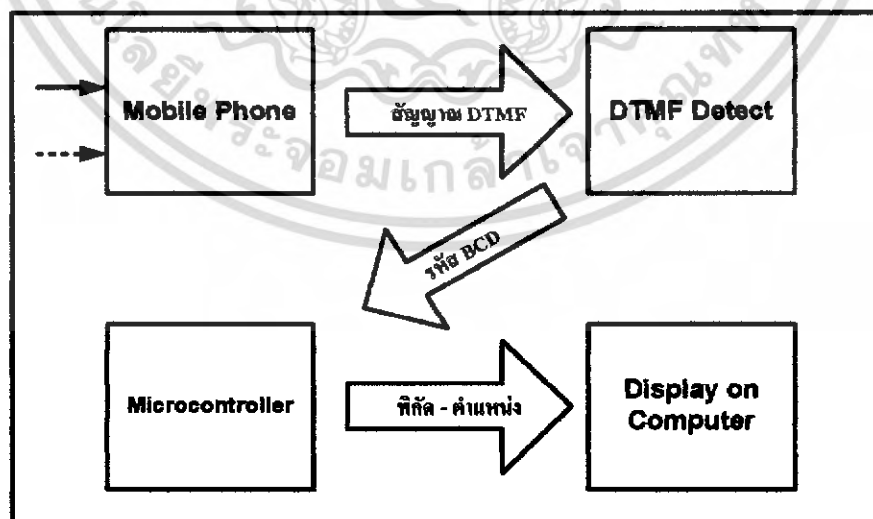 Mobile Phone
สัญญาณ DTMF
DTMF Detect
รหัส BCD
Microcontroller
พิกัด - ตำแหน่ง
Display on
Computer